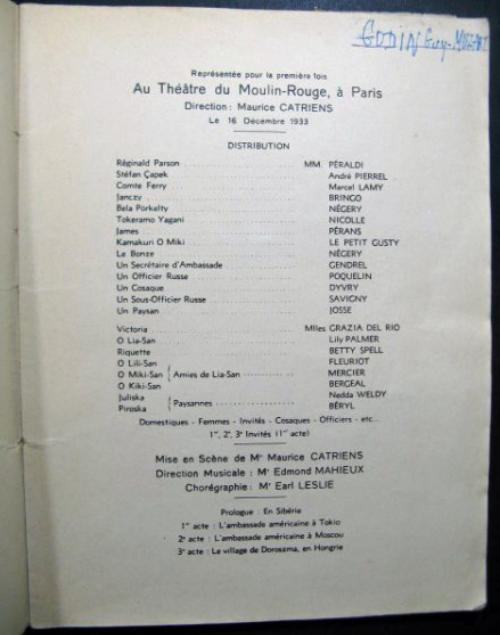 GODIN Guy-
Représentée pour la première fois
Au Théâtre du Moulin-Rouge, à Paris
Direction : Maurice CATRIENS
Le 16 Décembre 1933
DISTRIBUTION
Réginald Parson MM. PÉRALDI
Stéfan Çapek André PIERREL
Comte Ferry Marcel LAMY
Janczy BRINGO
Bela Pörkelty NÉGERY
Tokeramo Yagani NICOLLE
James PÉRANS
Kamakuri O Miki LE PETIT GUSTY
Le Bonze NÉGERY
Un Secrétaire d'Ambassade GENDREL
Un Officier Russe POQUELIN
Un Cosaque DYVRY
Un Sous-Officier Russe SAVIGNY
Un Paysan JOSSE
Victoria Mlles GRAZIA DEL RIO
O Lia-San Lily PALMER
Riquette BETTY SPELL
O Lili-San FLEURIOT
O Miki-San Amies de Lia-San MERCIER
O Kiki-San BERGEAL
Juliska Nedda WELDY
Piroska Paysannes BÉRYL
Domestiques - Femmes - Invités - Cosaques - Officiers - etc...
1er, 2e, 3e Invités (1er acte)
Mise en Scène de Mr Maurice CATRIENS
Direction Musicale : Mr Edmond MAHIEUX
Chorégraphie : Mr Earl LESLIE
Prologue : En Sibérie
1er acte : L'ambassade américaine à Tokio
2e acte : L'ambassade américaine à Moscou
3e acte : Le village de Dorosama, en Hongrie